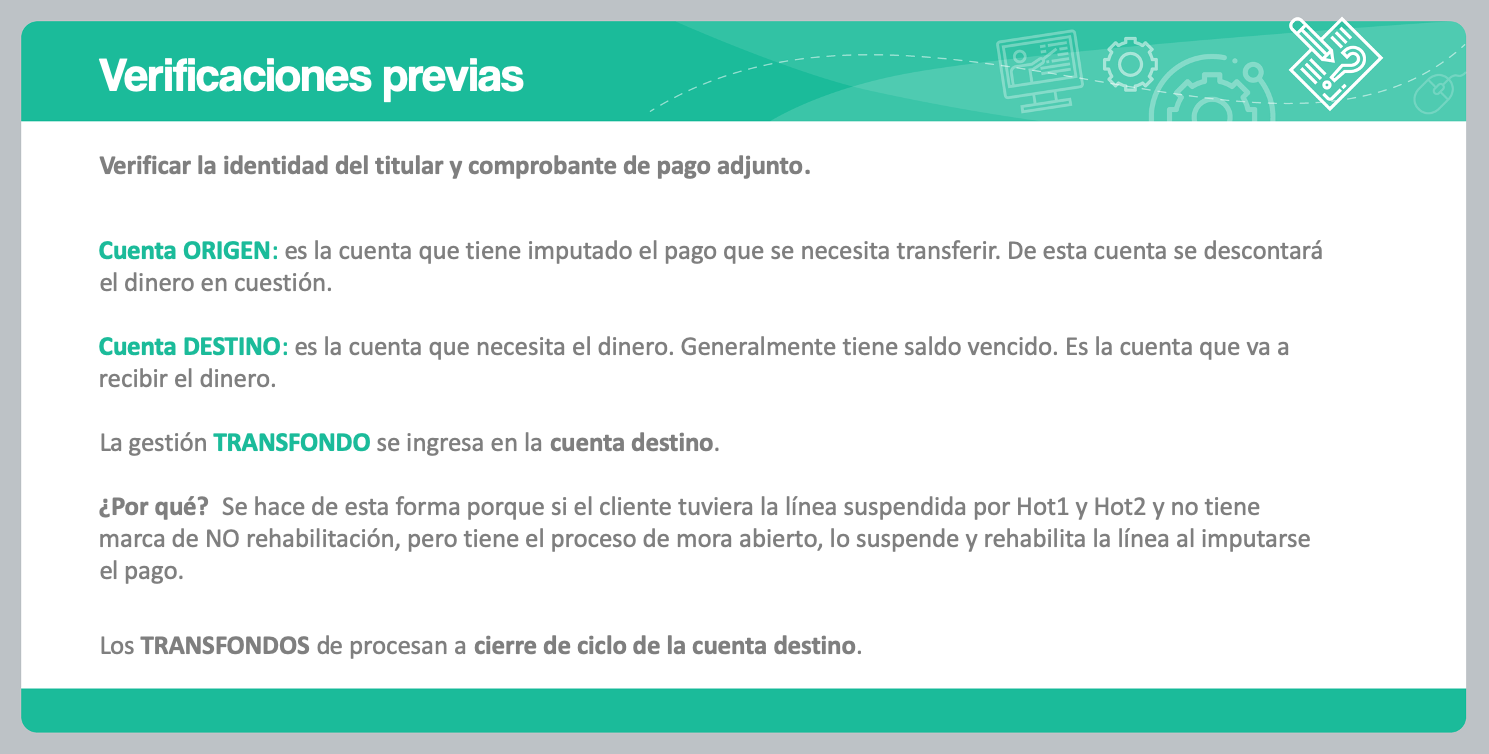 Verificaciones previas
Verificar la identidad del titular y comprobante de pago adjunto.
Cuenta ORIGEN: es la cuenta que tiene imputado el pago que se necesita transferir. De esta cuenta se descontará
el dinero en cuestión.
Cuenta DESTINO: es la cuenta que necesita el dinero. Generalmente tiene saldo vencido. Es la cuenta que va a
recibir el dinero.
La gestión TRANSFONDO se ingresa en la cuenta destino.
¿Por qué?  Se hace de esta forma porque si el cliente tuviera la línea suspendida por Hot1 y Hot2 y no tiene
marca de NO rehabilitación, pero tiene el proceso de mora abierto, lo suspende y rehabilita la línea al imputarse
el pago.
Los TRANSFONDOS de procesan a cierre de ciclo de la cuenta destino.